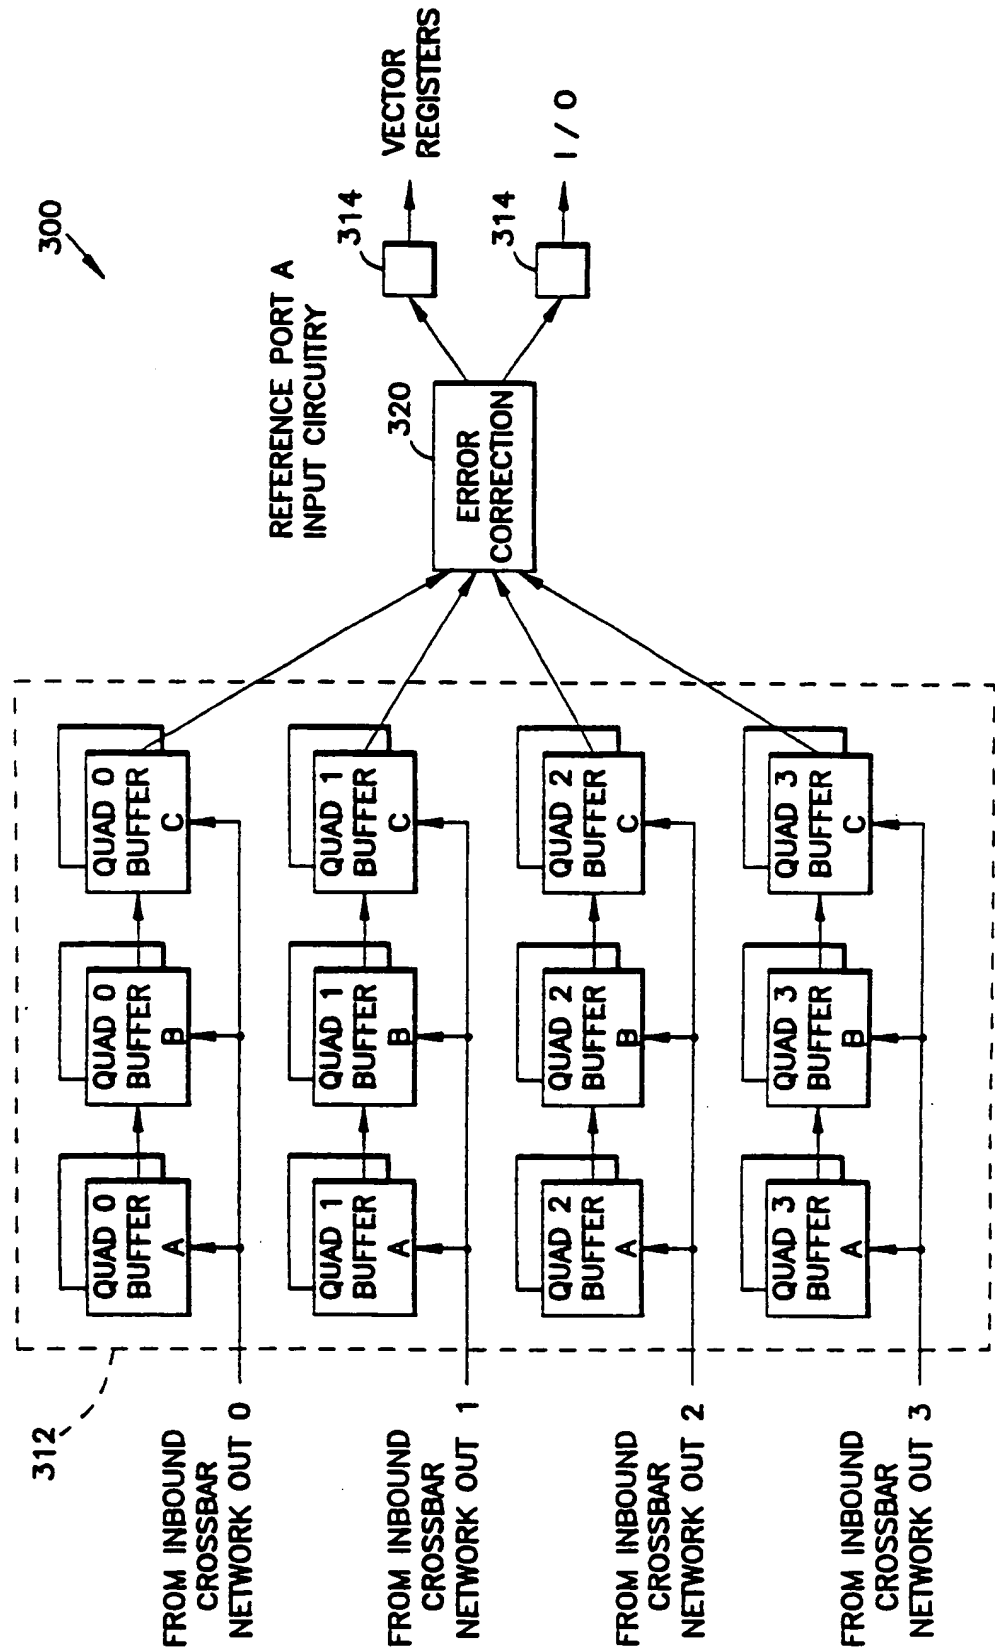 300
REFERENCE PORT A
INPUT CIRCUITRY
312
FROM INBOUND
CROSSBAR
NETWORK OUT 0
QUAD 0
BUFFER
A
QUAD 0
BUFFER
B
QUAD 0
BUFFER
C
FROM INBOUND
CROSSBAR
NETWORK OUT 1
QUAD 1
BUFFER
A
QUAD 1
BUFFER
B
QUAD 1
BUFFER
C
FROM INBOUND
CROSSBAR
NETWORK OUT 2
QUAD 2
BUFFER
A
QUAD 2
BUFFER
B
QUAD 2
BUFFER
C
FROM INBOUND
CROSSBAR
NETWORK OUT 3
QUAD 3
BUFFER
A
QUAD 3
BUFFER
B
QUAD 3
BUFFER
C
320
ERROR
CORRECTION
314
VECTOR
REGISTERS
314
I / O